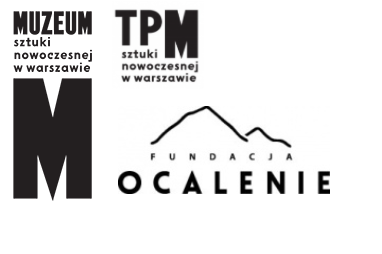 MUZEUM
sztuki
nowoczesnej
w warszawie
M
TPM
sztuki
nowoczesnej
w warszawie
FUNDACJA
OCALENIE